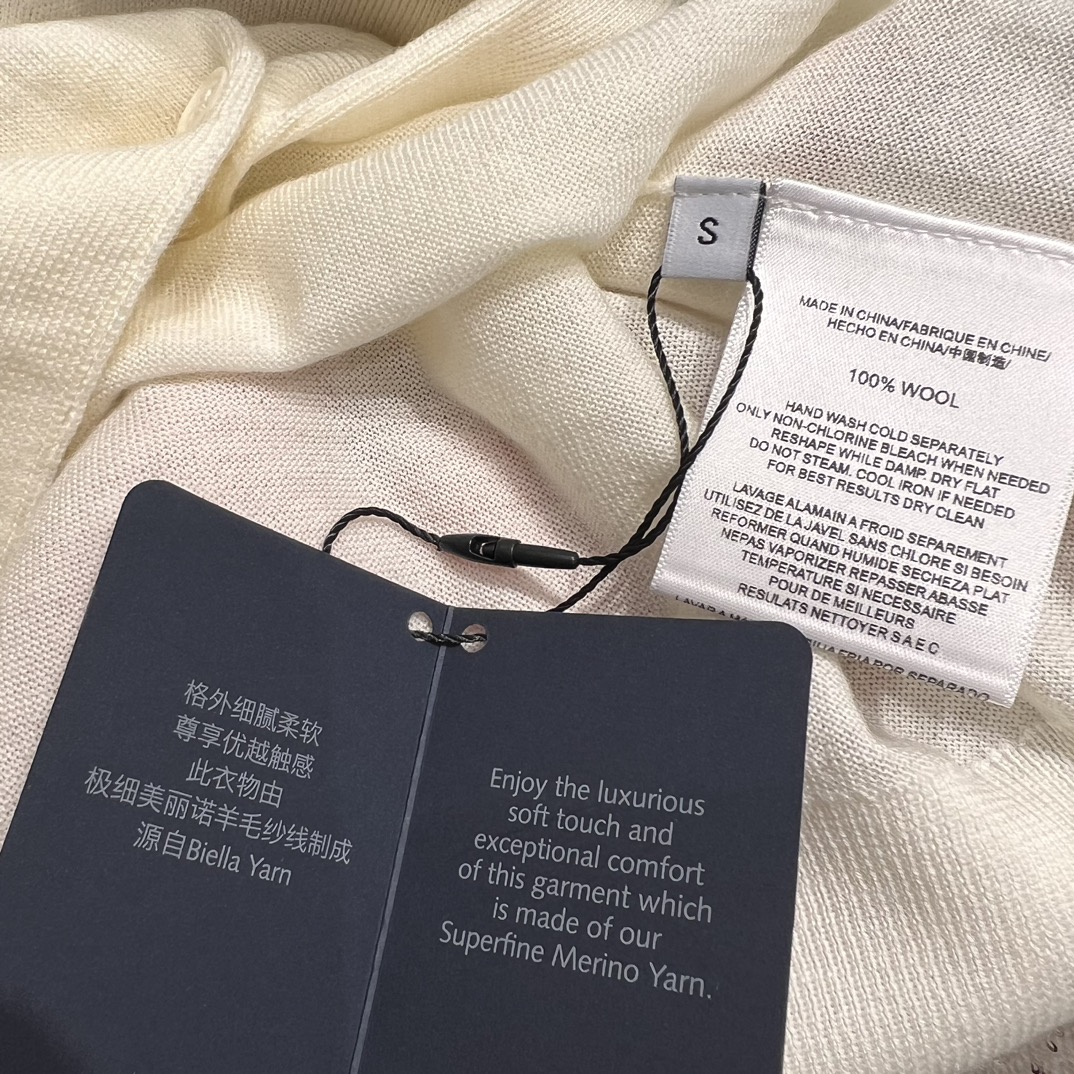 S
MADE IN CHINA/FABRIQUE EN CHINE/
HECHO EN CHINA/中国制造/
100% WOOL
HAND WASH COLD SEPARATELY
ONLY NON-CHLORINE BLEACH WHEN NEEDED
RESHAPE WHILE DAMP. DRY FLAT
DO NOT STEAM. COOL IRON IF NEEDED
FOR BEST RESULTS DRY CLEAN
LAVAGE ALAMAIN A FROID SEPAREMENT
UTILISEZ DE LA JAVEL SANS CHLORE SI BESOIN
REFORMER QUAND HUMIDE SECHEZA PLAT
NEPAS VAPORIZER REPASSER ABASSE
TEMPERATURE SI NECESSAIRE
POUR DE MEILLEURS
RESULATS NETTOYER S A E C
POR SEPARADO
格外细腻柔软
尊享优越触感
此衣物由
极细美丽诺羊毛纱线制成
源自Biella Yarn
Enjoy the luxurious
soft touch and
exceptional comfort
of this garment which
is made of our
Superfine Merino Yarn.